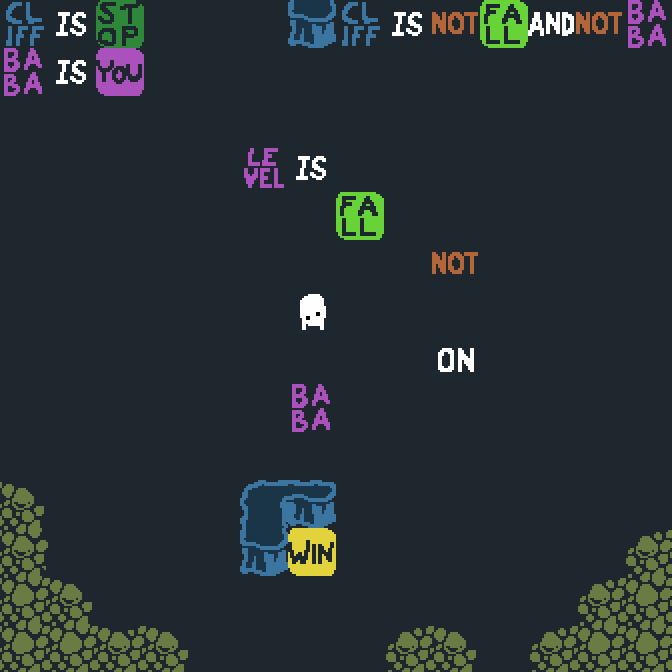 CLIFF IS STOP CLIFF IS NOT FALL AND NOT BABA
BABA IS YOU
LEVEL IS
FALL
NOT
ON
BABA
WIN